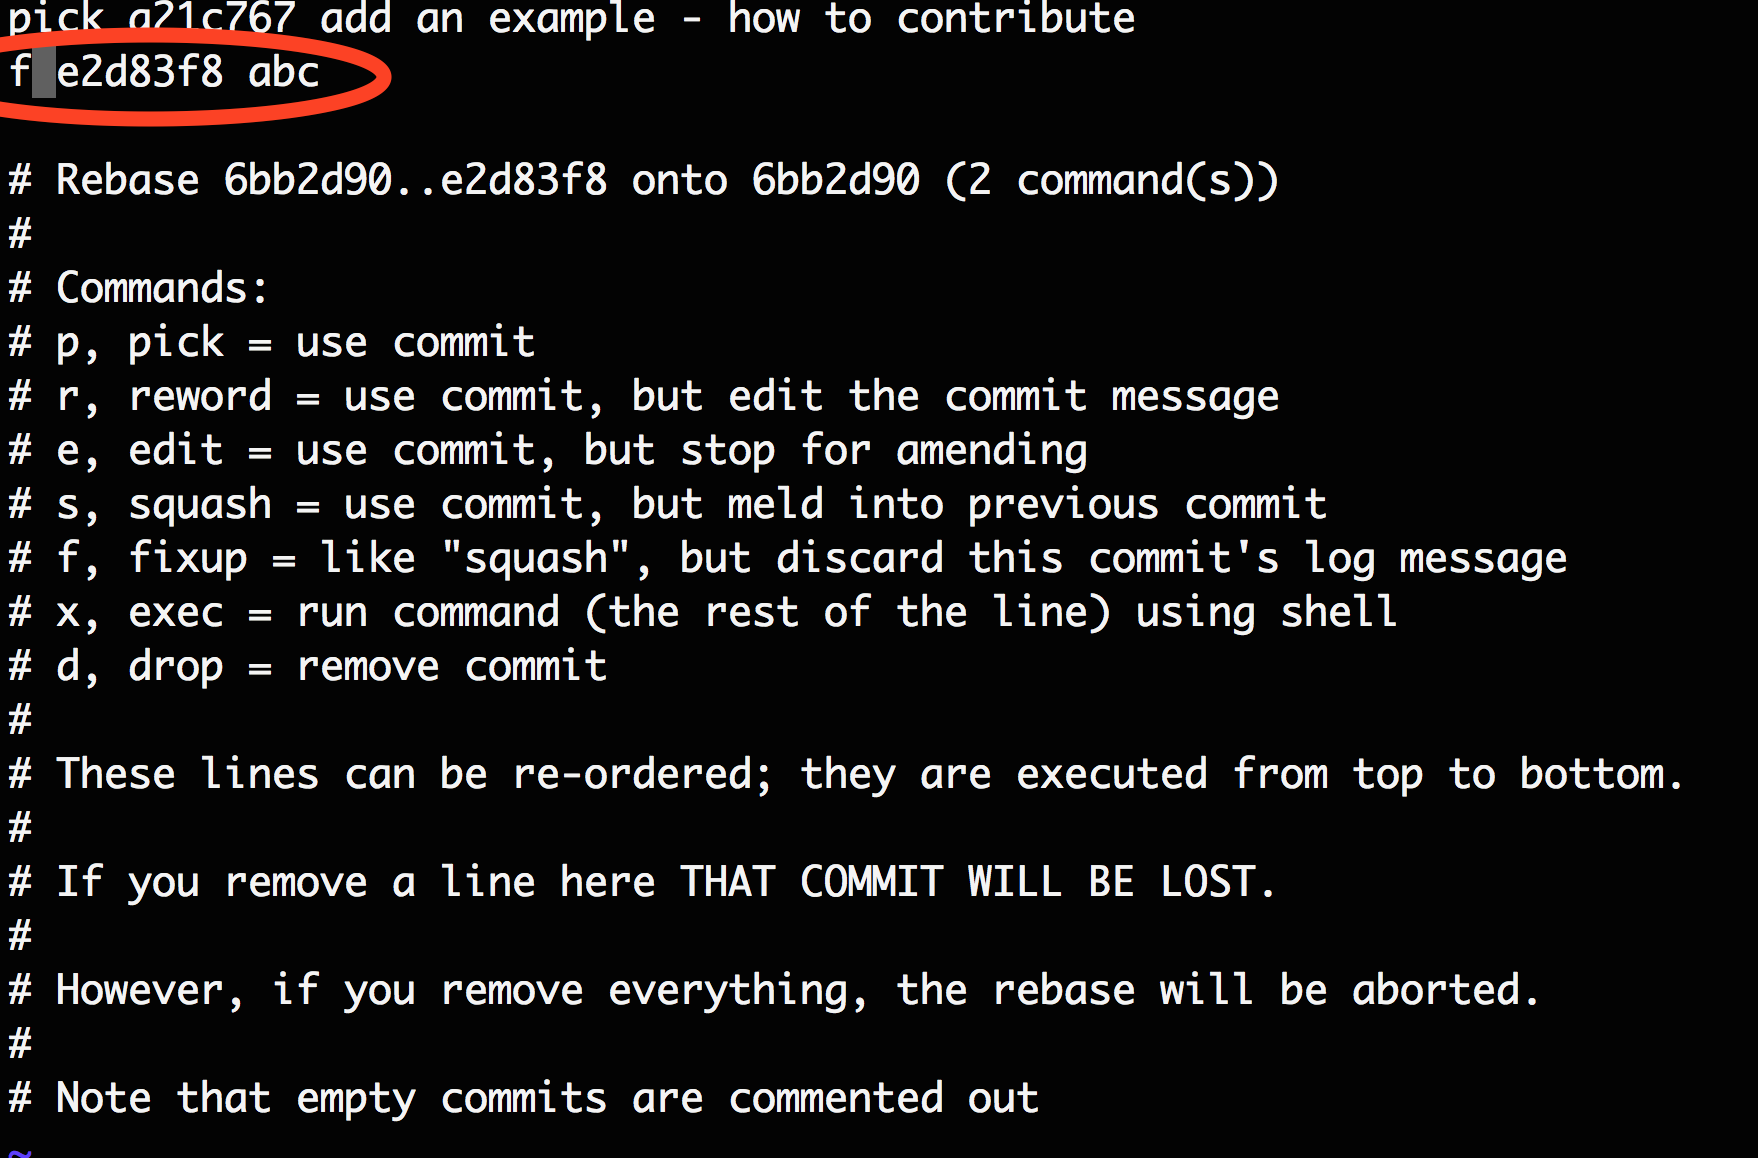 pick a21c767 add an example - how to contribute
f e2d83f8 abc
# Rebase 6bb2d90..e2d83f8 onto 6bb2d90 (2 command(s))
#
# Commands:
# p, pick = use commit
# r, reword = use commit, but edit the commit message
# e, edit = use commit, but stop for amending
# s, squash = use commit, but meld into previous commit
# f, fixup = like "squash", but discard this commit's log message
# x, exec = run command (the rest of the line) using shell
# d, drop = remove commit
#
# These lines can be re-ordered; they are executed from top to bottom.
#
# If you remove a line here THAT COMMIT WILL BE LOST.
#
# However, if you remove everything, the rebase will be aborted.
#
# Note that empty commits are commented out
~